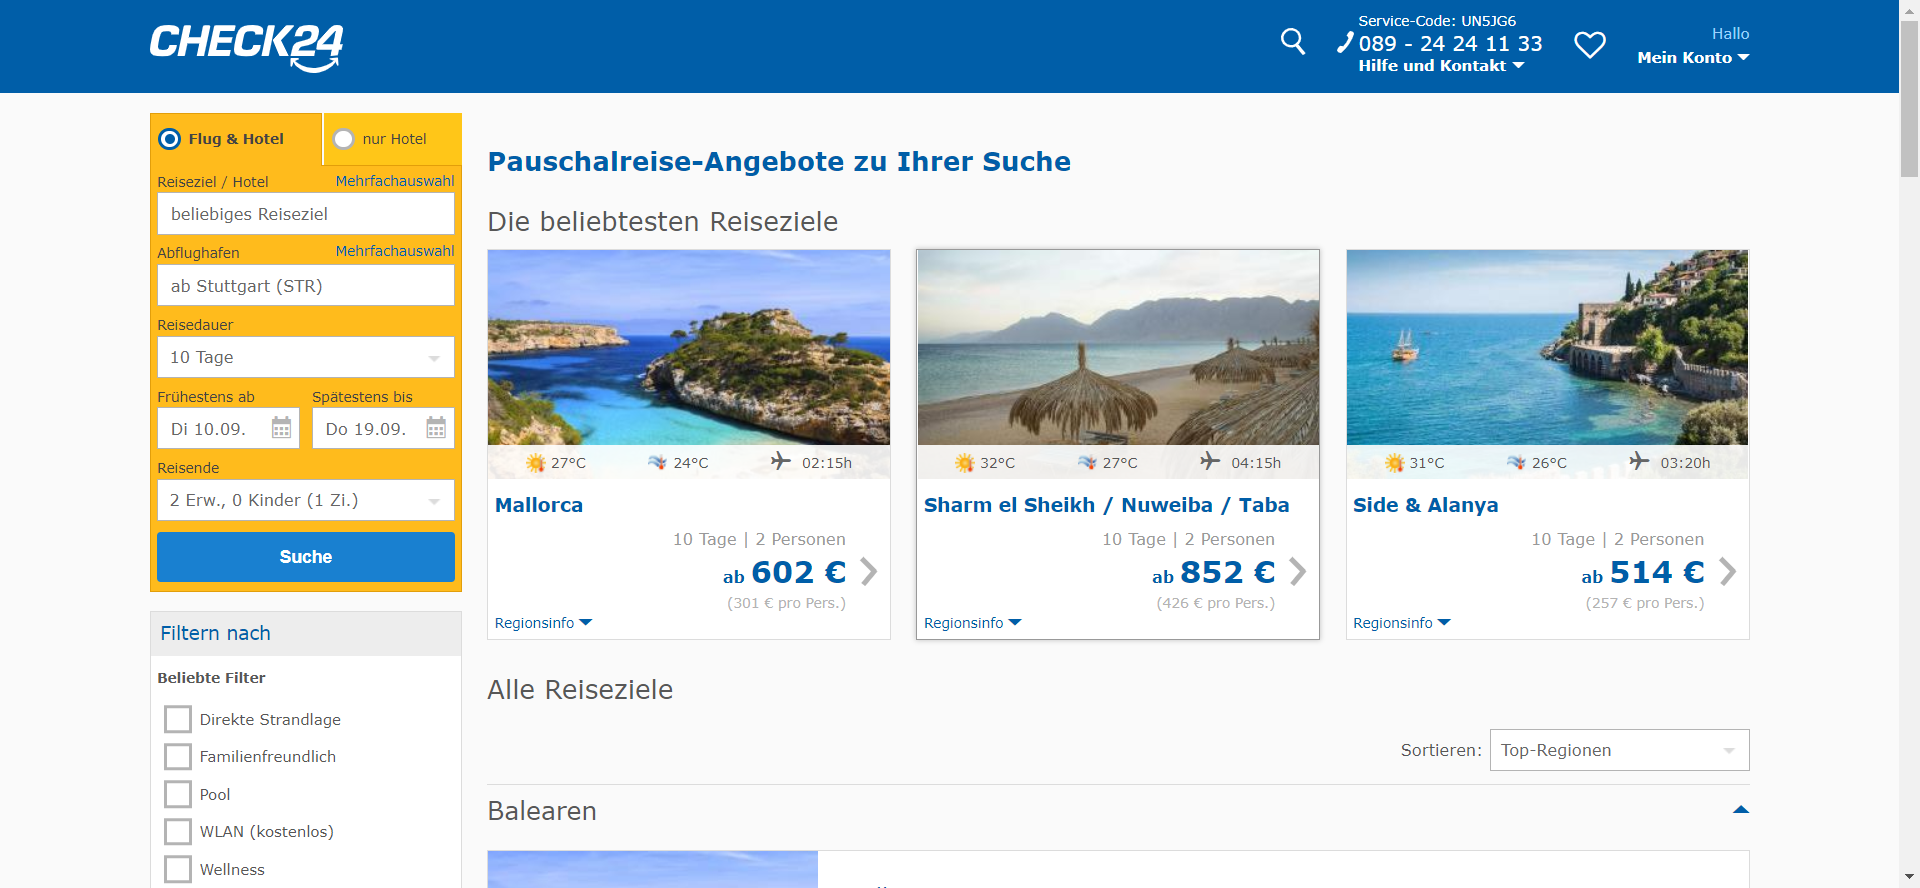 CHECK24
Service-Code: UN5JG6
089 - 24 24 11 33
Hilfe und Kontakt
Hallo
Mein Konto
Flug & Hotel
nur Hotel
Reiseziel / Hotel
Mehrfachauswahl
beliebiges Reiseziel
Abflughafen
Mehrfachauswahl
ab Stuttgart (STR)
Reisedauer
10 Tage
Frühestens ab
Spätestens bis
Di 10.09.
Do 19.09.
Reisende
2 Erw., 0 Kinder (1 Zi.)
Suche
Filtern nach
Beliebte Filter
Direkte Strandlage
Familienfreundlich
Pool
WLAN (kostenlos)
Wellness
Pauschalreise-Angebote zu Ihrer Suche
Die beliebtesten Reiseziele
27°C
24°C
02:15h
Mallorca
10 Tage | 2 Personen
ab 602 €
(301 € pro Pers.)
Regionsinfo
32°C
27°C
04:15h
Sharm el Sheikh / Nuweiba / Taba
10 Tage | 2 Personen
ab 852 €
(426 € pro Pers.)
Regionsinfo
31°C
26°C
03:20h
Side & Alanya
10 Tage | 2 Personen
ab 514 €
(257 € pro Pers.)
Regionsinfo
Alle Reiseziele
Sortieren:
Top-Regionen
Balearen